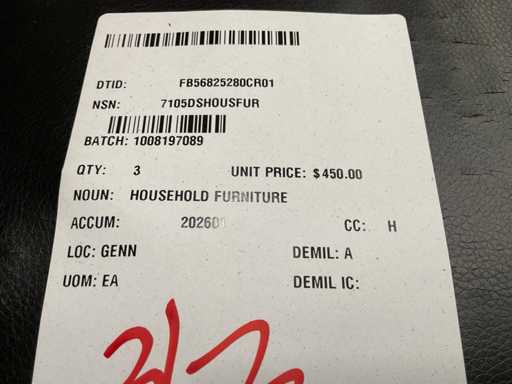 DTID: FB56825280CR01
NSN: 7105DSHOUSFUR
BATCH: 1008197089
QTY: 3 UNIT PRICE: $450.00
NOUN: HOUSEHOLD FURNITURE
ACCUM: CC: H
LOC: GENN DEMIL: A
UOM: EA DEMIL IC: